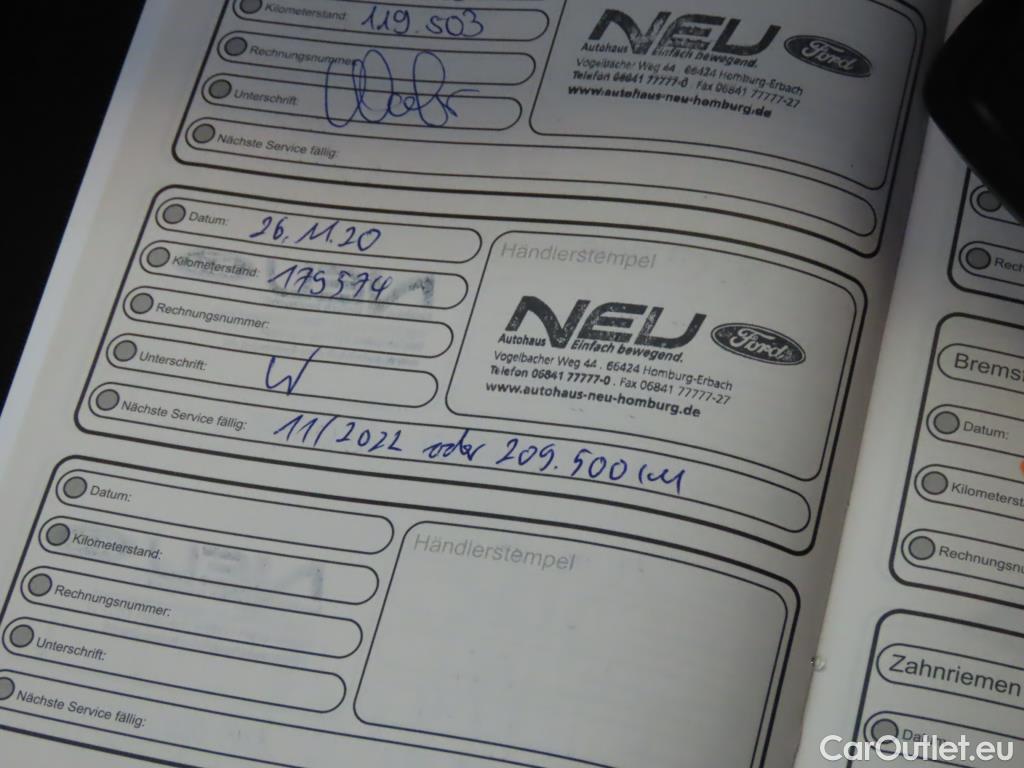 Kilometerstand: 119.503
Rechnungsnummer:
Unterschrift:
Nächste Service fällig:
NEU
Autohaus Einfach bewegend.
Ford
Vogelbacher Weg 44 . 66424 Homburg-Erbach
Telefon 06841 77777-0 . Fax 06841 77777-27
www.autohaus-neu-homburg.de
Datum: 26.11.20
Kilometerstand: 179574
Rechnungsnummer:
Unterschrift:
Nächste Service fällig: 11/2022 oder 209.500 KM
Händlerstempel
NEU
Autohaus Einfach bewegend.
Ford
Vogelbacher Weg 44 . 66424 Homburg-Erbach
Telefon 06841 77777-0 . Fax 06841 77777-27
www.autohaus-neu-homburg.de
Datum:
Kilometerstand:
Rechnungsnummer:
Unterschrift:
Nächste Service fällig:
Händlerstempel
Datum:
Zahnriemen
CarOutlet.eu